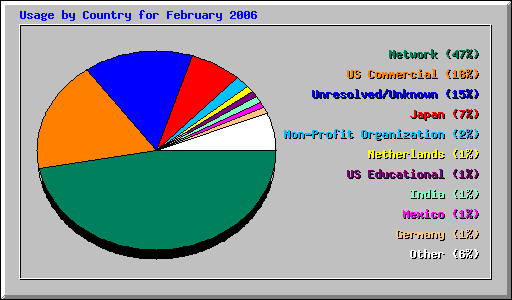 Usage by Country for February 2006
Network (47%)
US Commercial (18%)
Unresolved/Unknown (15%)
Japan (7%)
Non-Profit Organization (2%)
Netherlands (1%)
US Educational (1%)
India (1%)
Mexico (1%)
Germany (1%)
Other (6%)